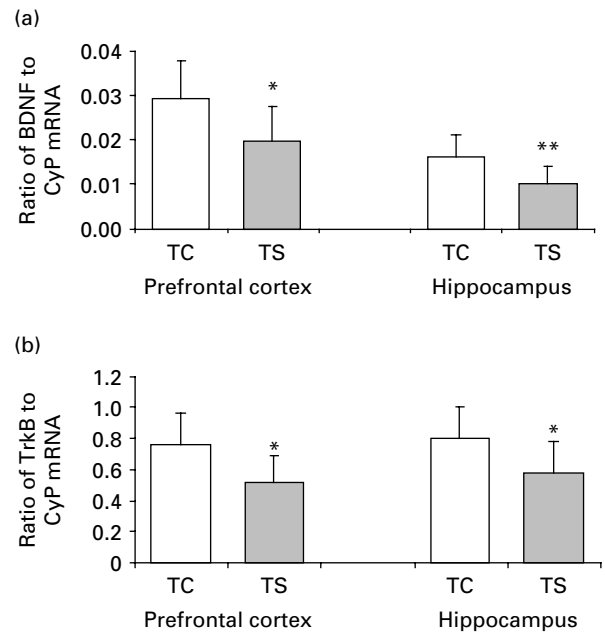 (a)
Ratio of BDNF to
CyP mRNA
0.04
0.03
0.02
0.01
0.00
*
**
TC TS TC TS
Prefrontal cortex Hippocampus
(b)
Ratio of TrkB to
CyP mRNA
1.2
1.0
0.8
0.6
0.4
0.2
0
*
*
TC TS TC TS
Prefrontal cortex Hippocampus